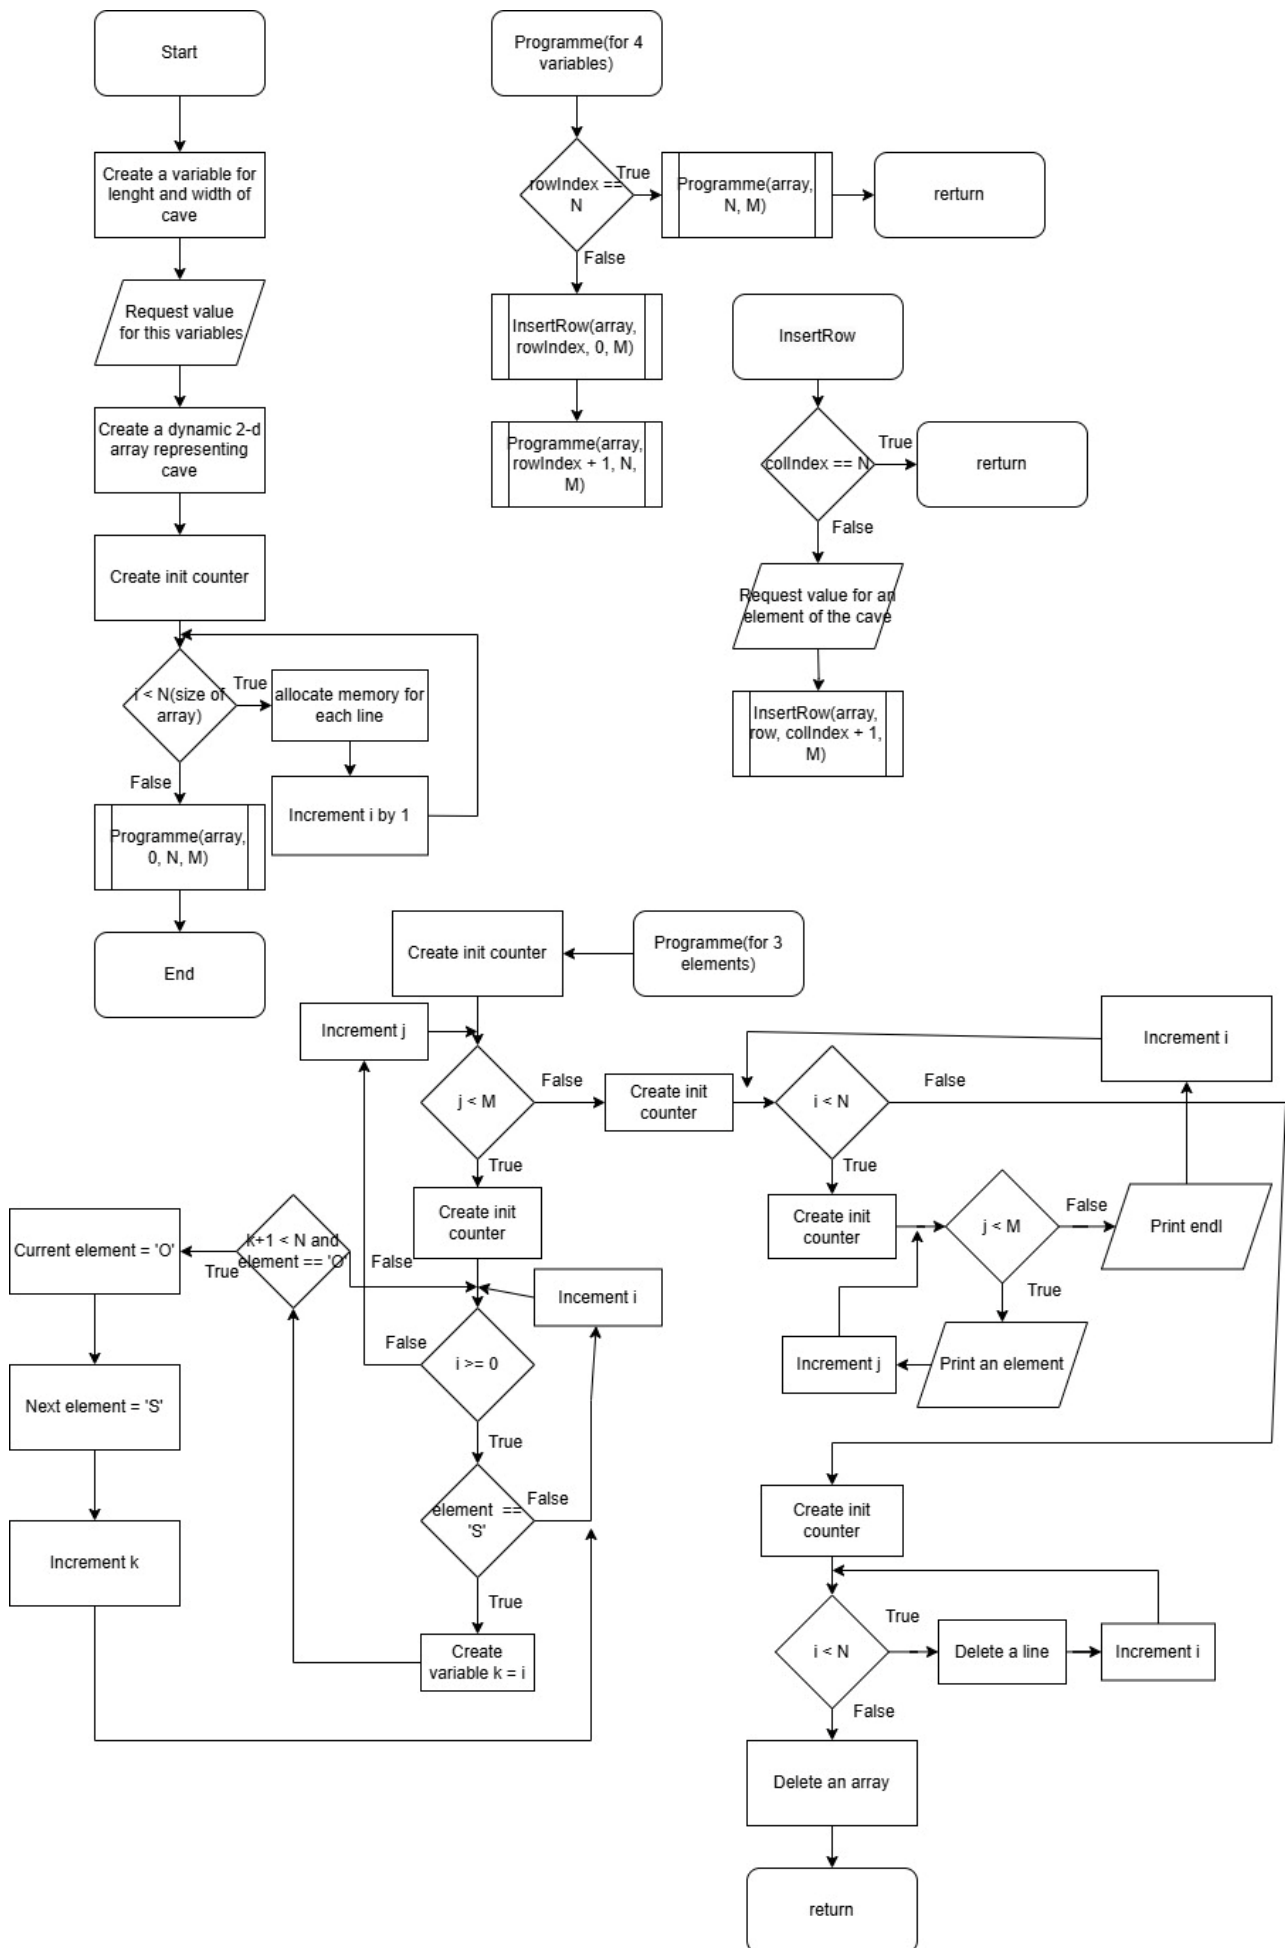 Start
Create a variable for
lenght and width of
cave
Request value
for this variables
Create a dynamic 2-d
array representing
cave
Create init counter
i < N(size of
array)
True
allocate memory for
each line
Increment i by 1
False
Programme(array,
0, N, M)
End
Programme(for 4
variables)
rowIndex ==
N
True
Programme(array,
N, M)
rerturn
False
InsertRow(array,
rowIndex, 0, M)
Programme(array,
rowIndex + 1, N,
M)
InsertRow
colIndex == N
True
rerturn
False
Request value for an
element of the cave
InsertRow(array,
row, colIndex + 1,
M)
Programme(for 3
elements)
Create init counter
Increment j
j < M
False
Create init
counter
i < N
False
Increment i
True
Create init
counter
True
Create init
counter
j < M
False
Print endl
True
Print an element
Increment j
k+1 < N and
element == 'O'
False
True
Current element = 'O'
Next element = 'S'
Increment k
Incement i
i >= 0
False
True
element ==
'S'
False
True
Create
variable k = i
Create init
counter
i < N
True
Delete a line
Increment i
False
Delete an array
return